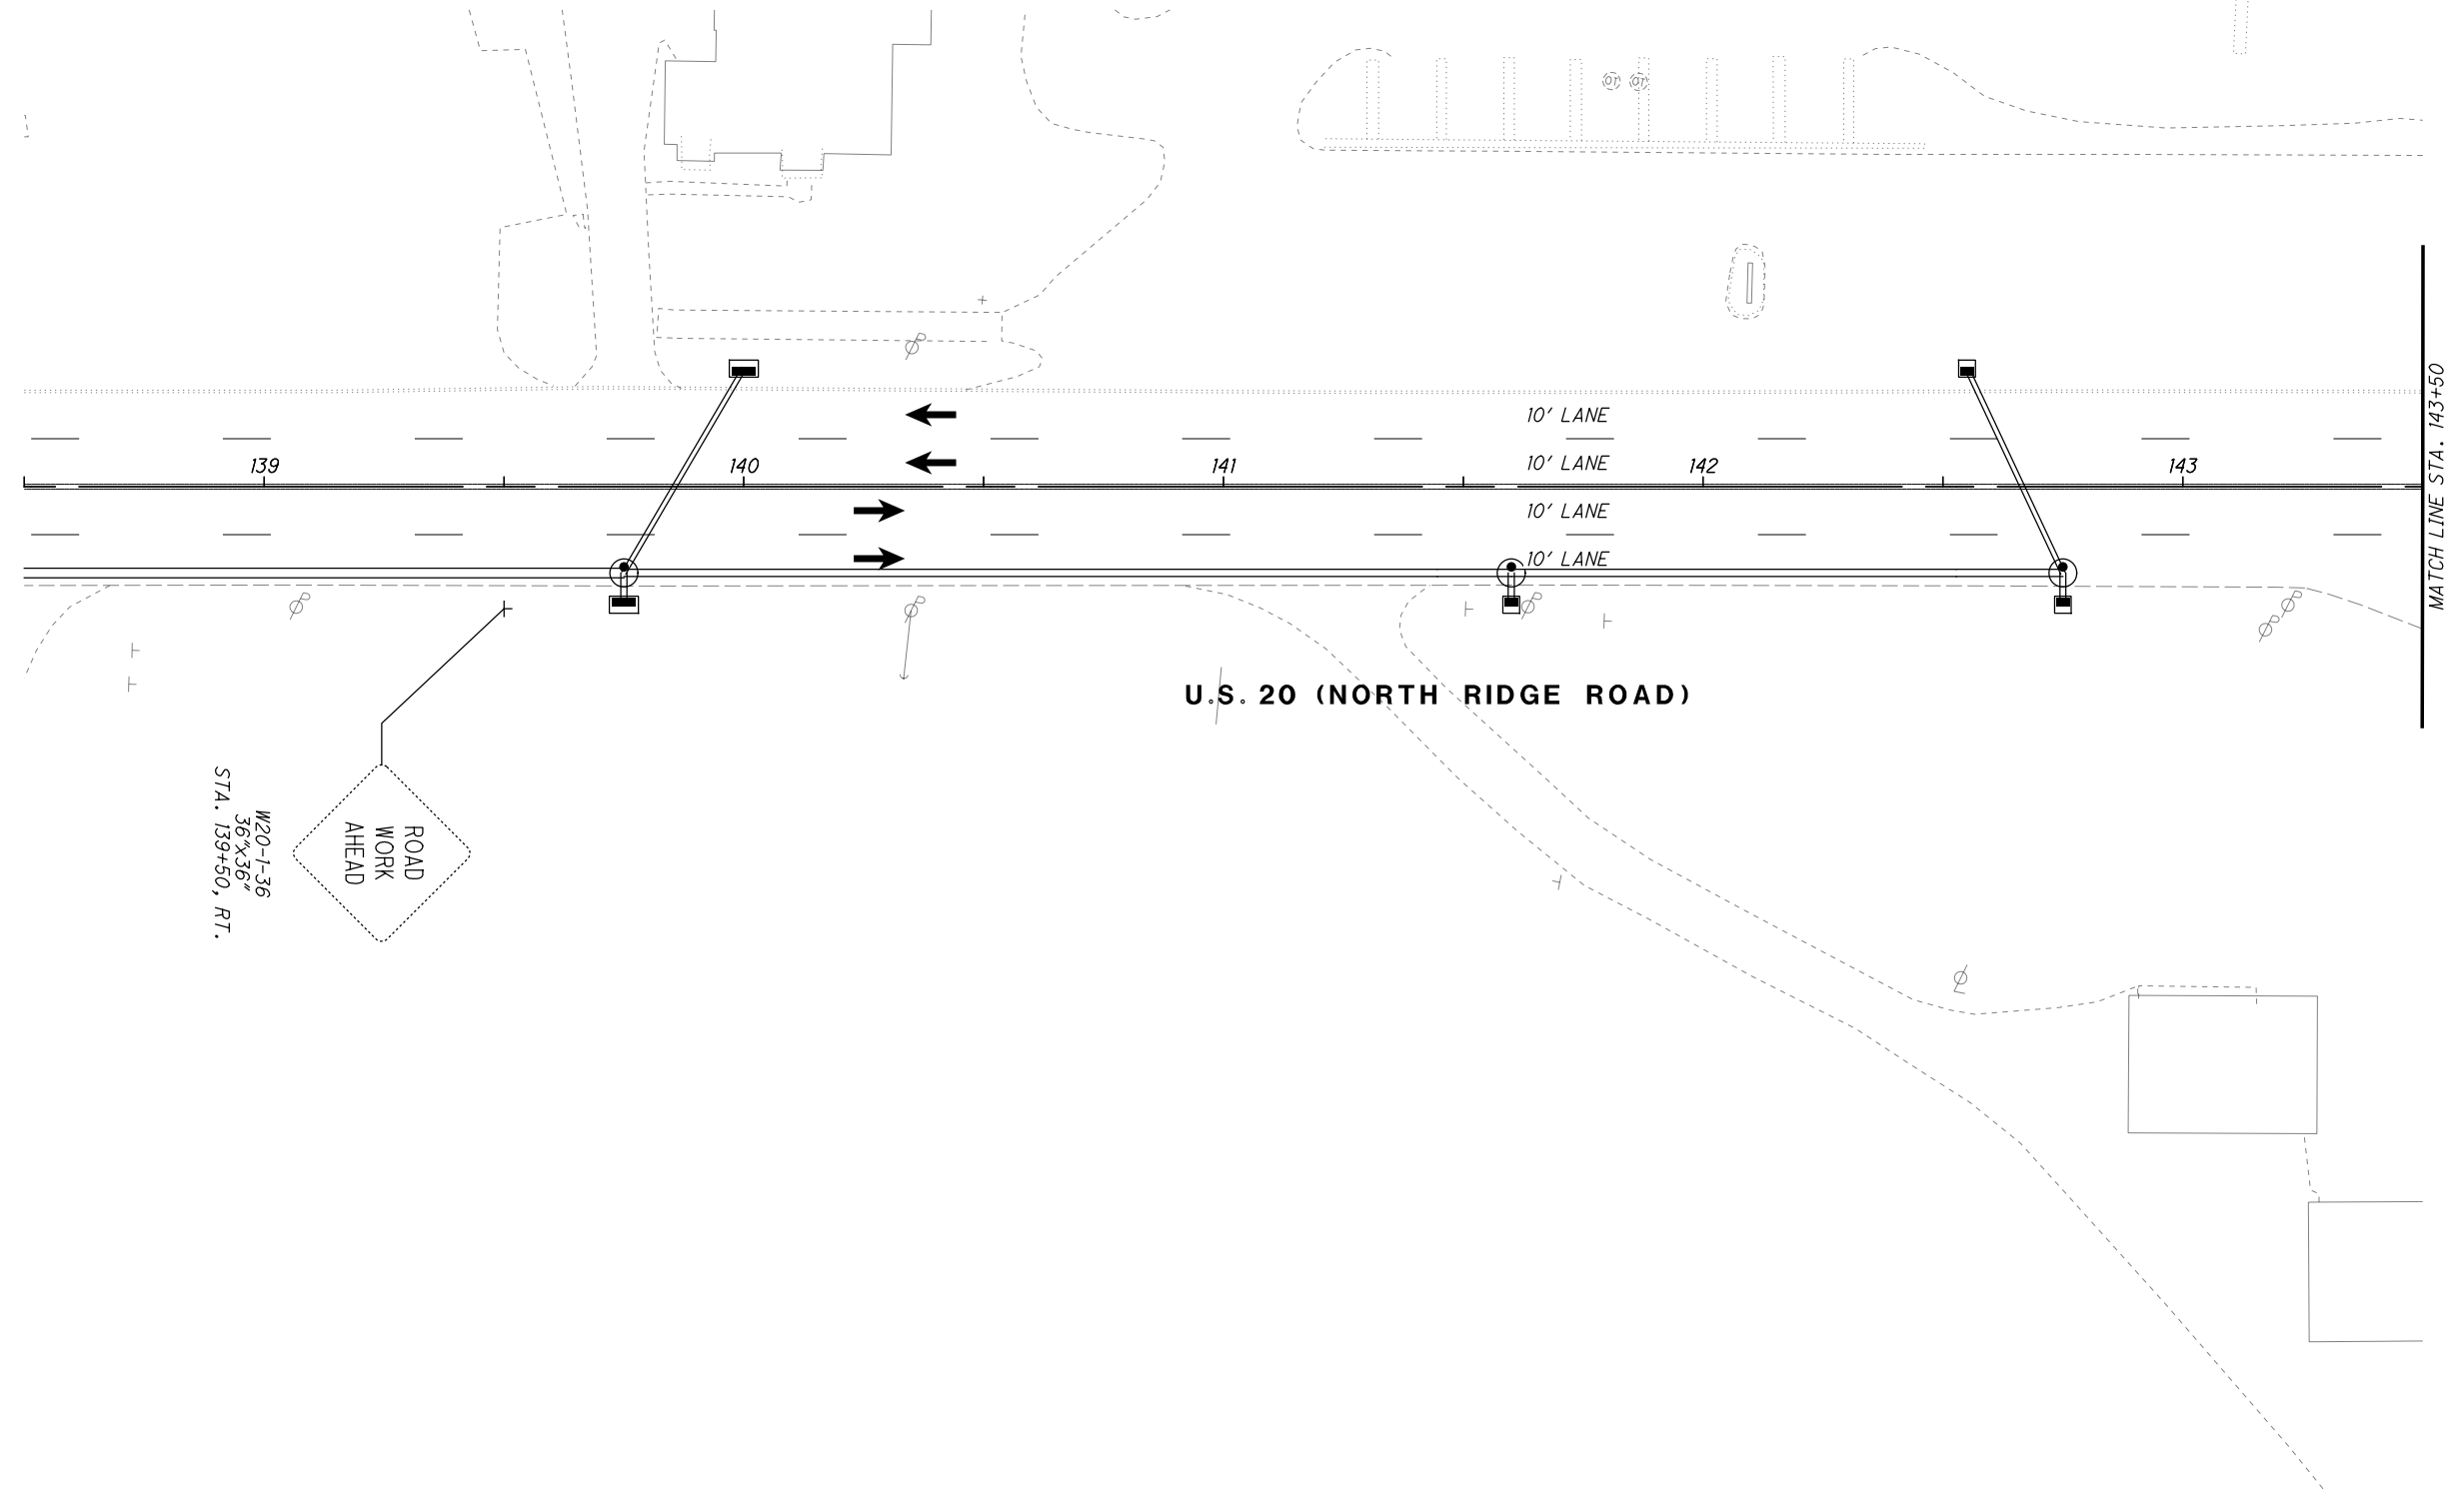 10' LANE
10' LANE
139
140
141
142
143
10' LANE
10' LANE
MATCH LINE STA. 143+50
U.S. 20 (NORTH RIDGE ROAD)
ROAD
WORK
AHEAD
W20-1-36
36"x36"
STA. 139+50, RT.